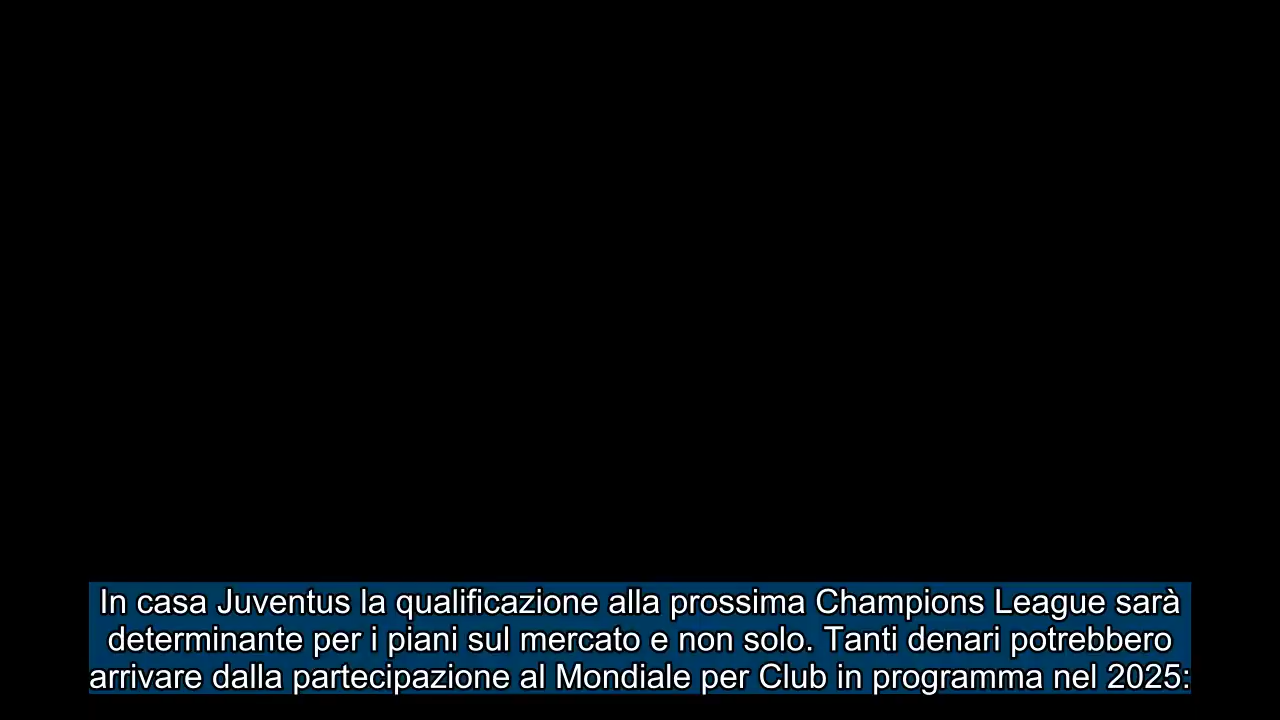 In casa Juventus la qualificazione alla prossima Champions League sarà
determinante per i piani sul mercato e non solo. Tanti denari potrebbero
arrivare dalla partecipazione al Mondiale per Club in programma nel 2025: